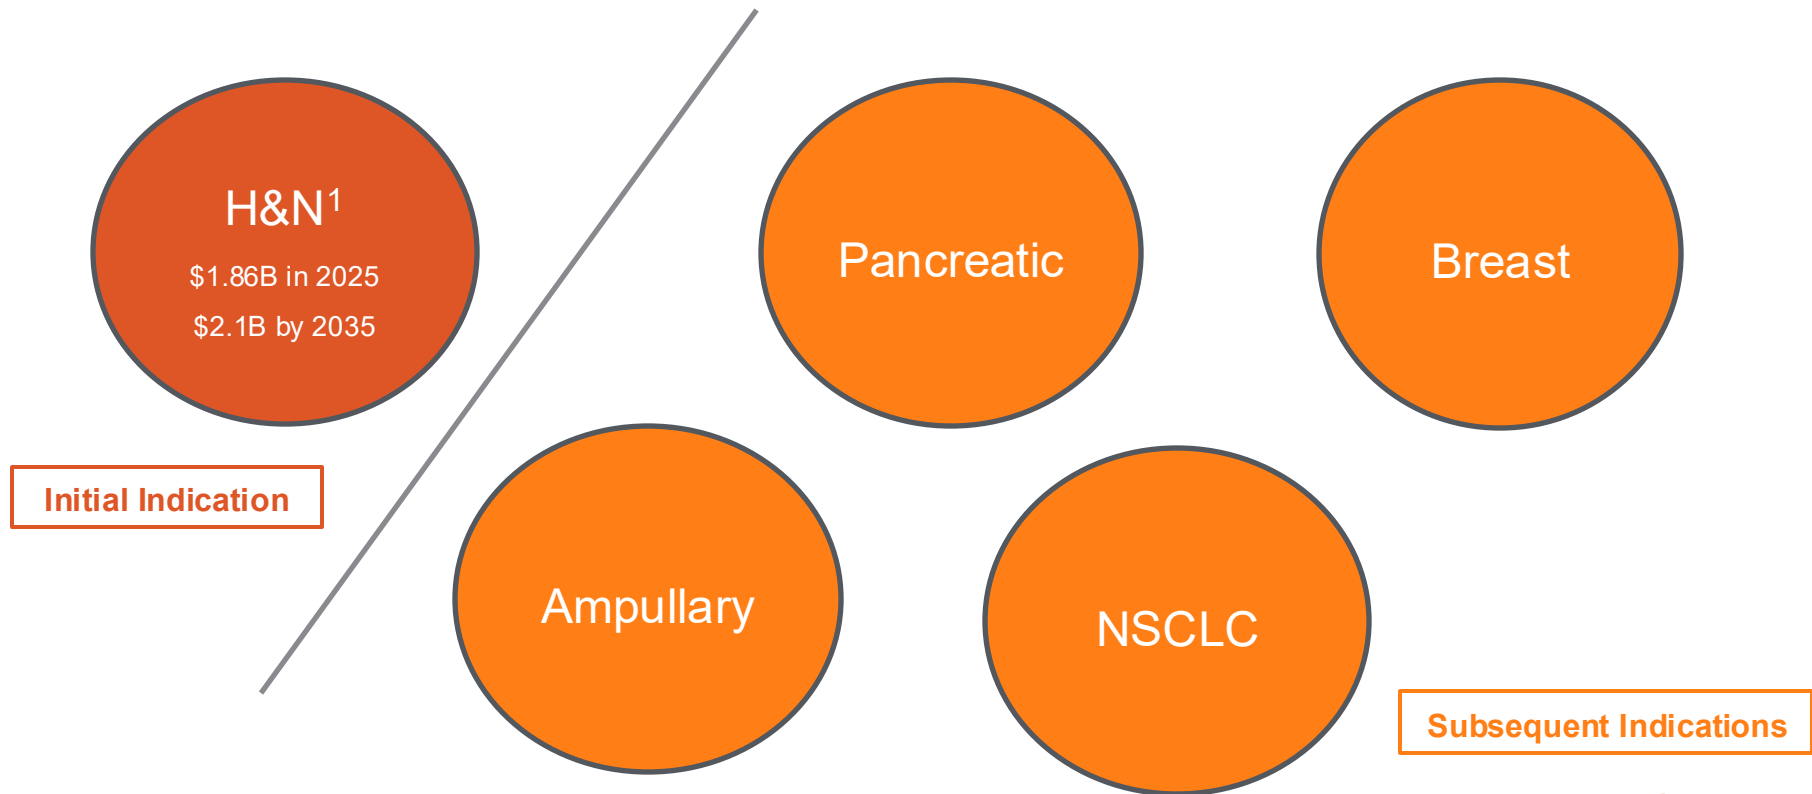 H&N¹
$1.86B in 2025
$2.1B by 2035
Initial Indication
Pancreatic
Breast
Ampullary
NSCLC
Subsequent Indications